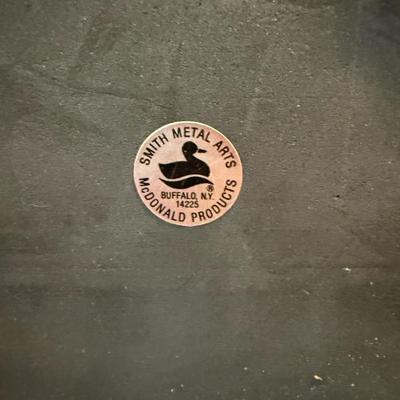 SMITH METAL ARTS
®
BUFFALO, N.Y.
14225
McDONALD PRODUCTS